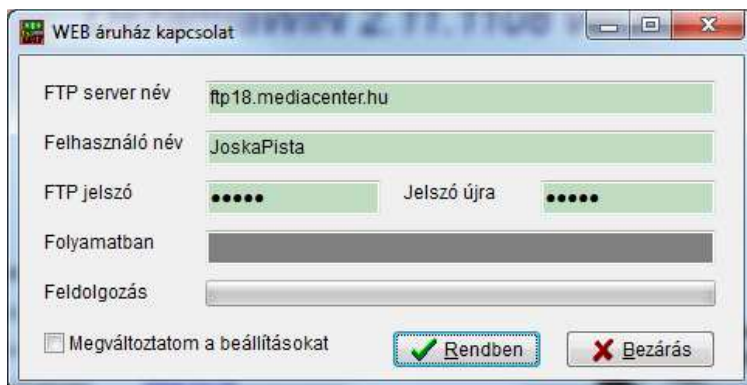 WEB áruház kapcsolat
FTP server név ftp18.mediacenter.hu
Felhasználó név JoskaPista
FTP jelszó ••••• Jelszó újra •••••
Folyamatban
Feldolgozás
Megváltoztatom a beállításokat Rendben Bezárás